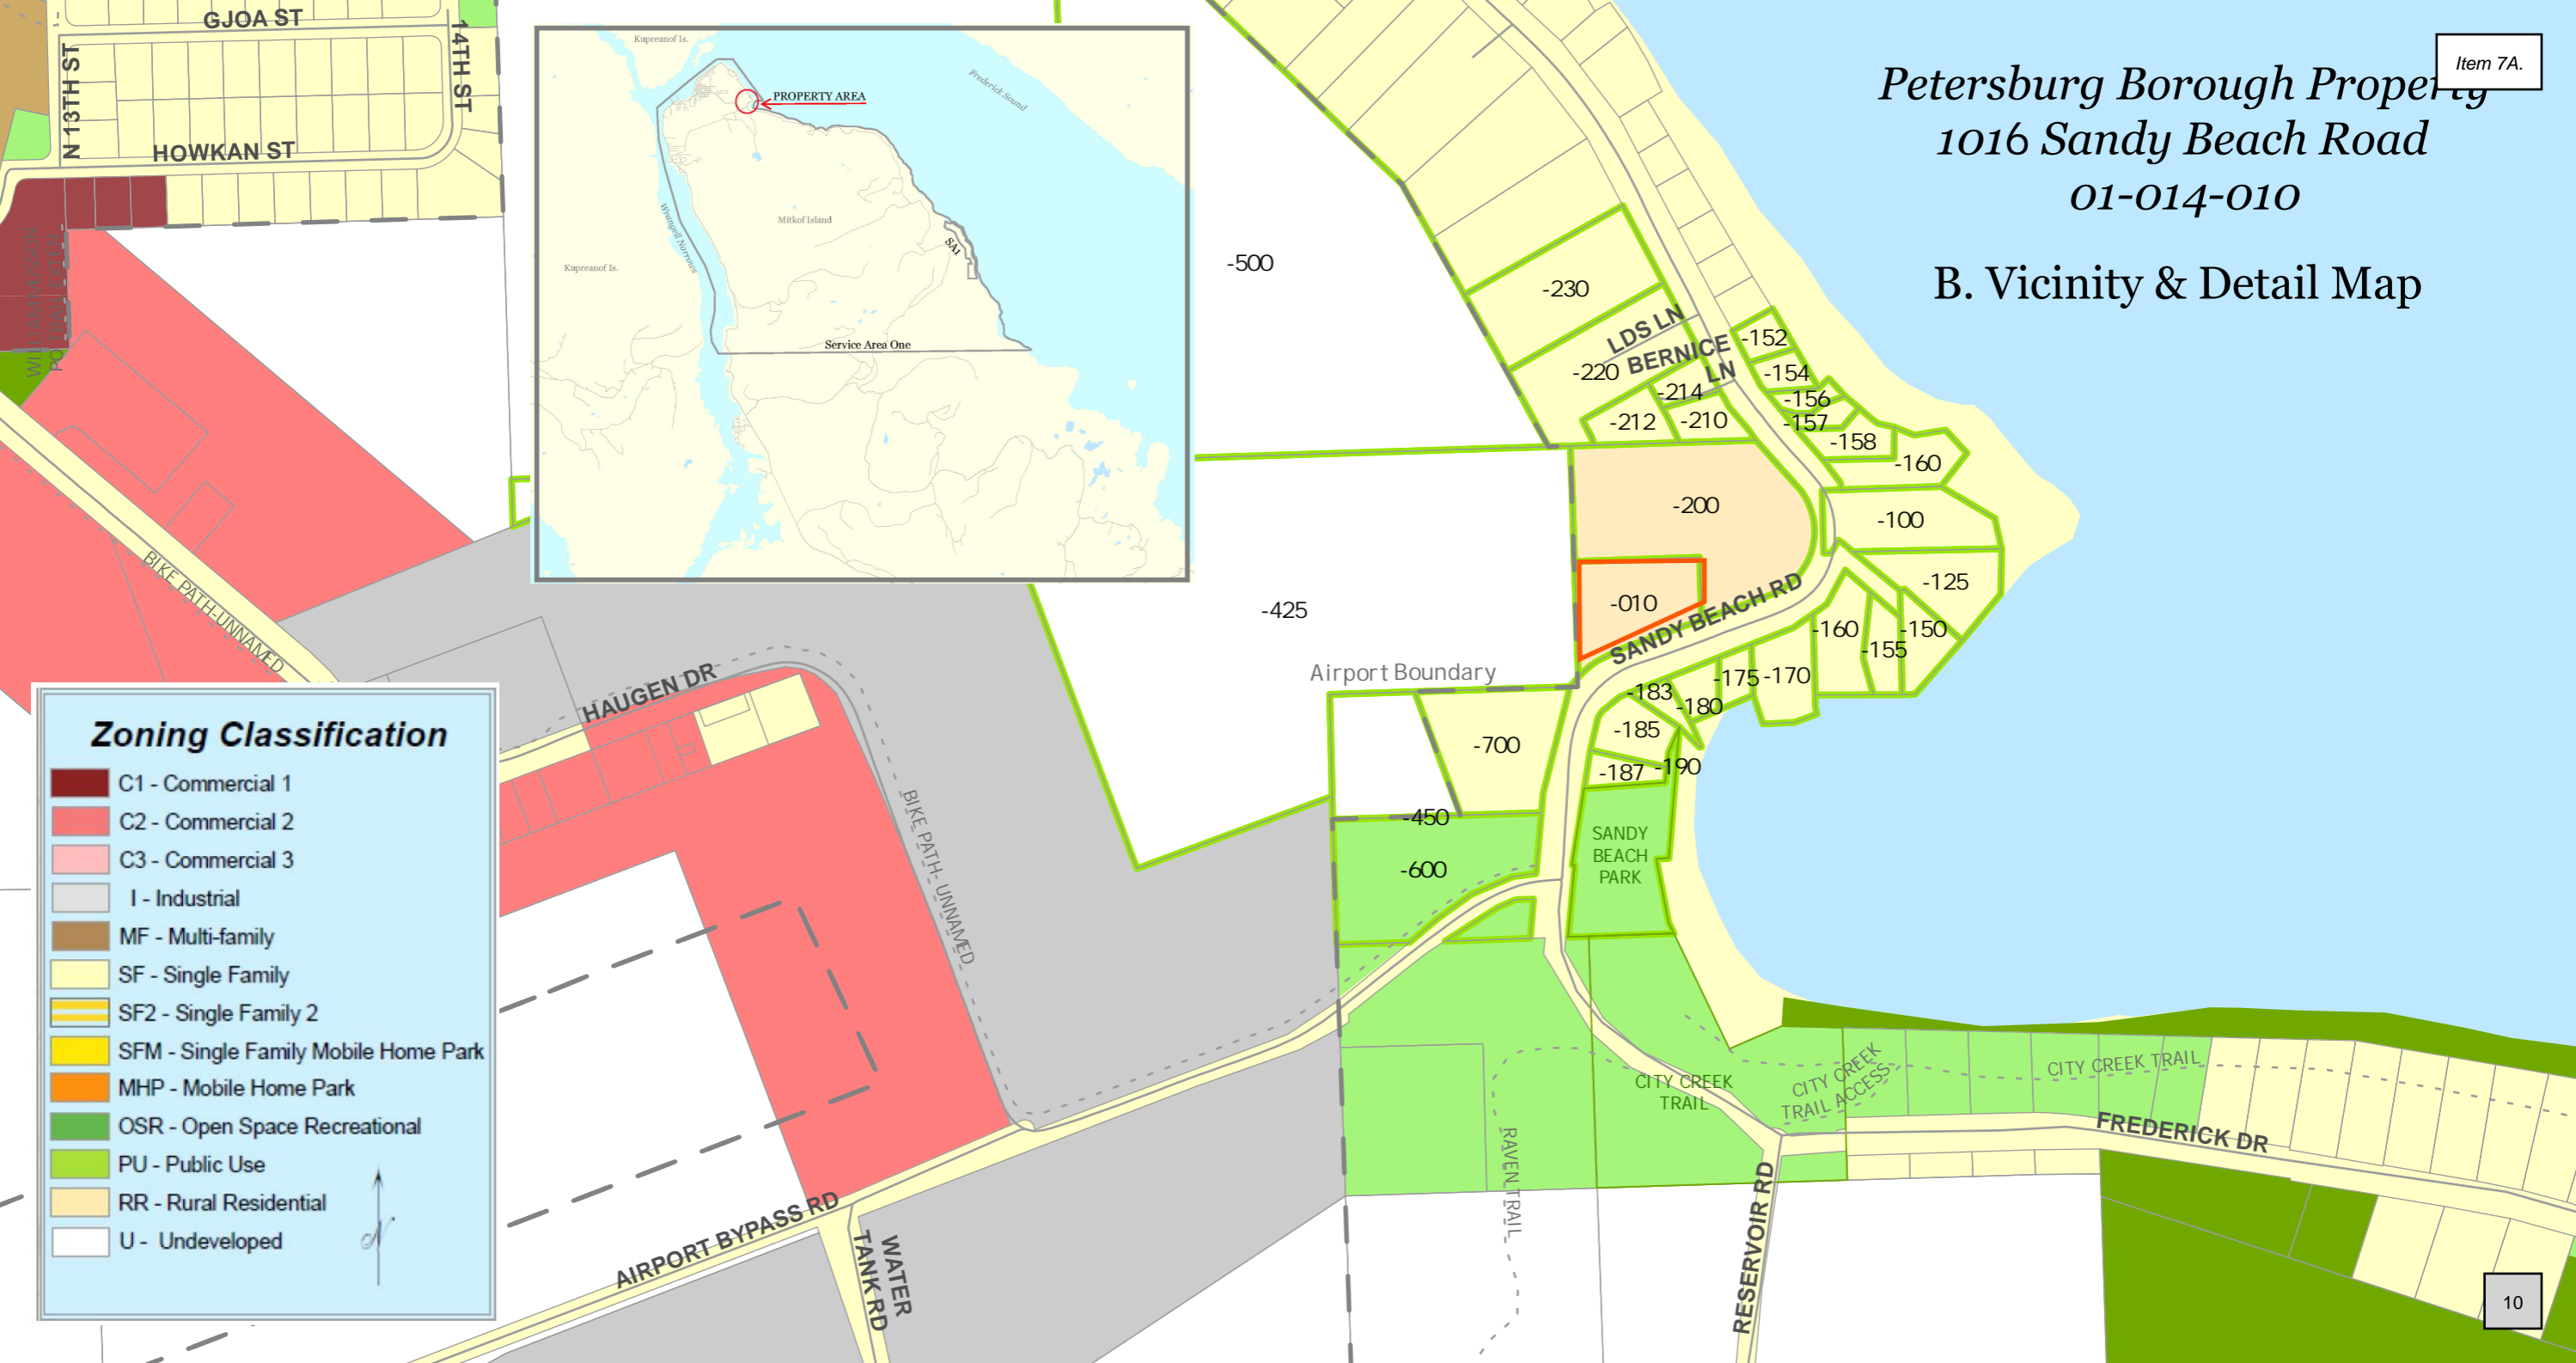 Item 7A.
Petersburg Borough Property
1016 Sandy Beach Road
01-014-010
B. Vicinity & Detail Map
GJOA ST
N 13TH ST
14TH ST
HOWKAN ST
Kupreanof Is.
Frederick Sound
PROPERTY AREA
Wrangell Narrows
Mitkof Island
SA1
Kupreanof Is.
Service Area One
-500
-230
LDS LN
BERNICE
LN
-220
-214
-212
-210
-152
-154
-156
-157
-158
-160
-200
-100
-125
-010
SANDY BEACH RD
-425
Airport Boundary
-160
-150
-155
-175
-170
-183
-180
-185
-187
-190
-700
-450
-600
SANDY
BEACH
PARK
BIKE PATH-UNNAMED
HAUGEN DR
BIKE PATH- UNNAMED
Zoning Classification
C1 - Commercial 1
C2 - Commercial 2
C3 - Commercial 3
I - Industrial
MF - Multi-family
SF - Single Family
SF2 - Single Family 2
SFM - Single Family Mobile Home Park
MHP - Mobile Home Park
OSR - Open Space Recreational
PU - Public Use
RR - Rural Residential
U - Undeveloped
N
AIRPORT BYPASS RD
WATER
TANK RD
RAVEN TRAIL
CITY CREEK
TRAIL
CITY CREEK
TRAIL ACCESS
CITY CREEK TRAIL
FREDERICK DR
RESERVOIR RD
10